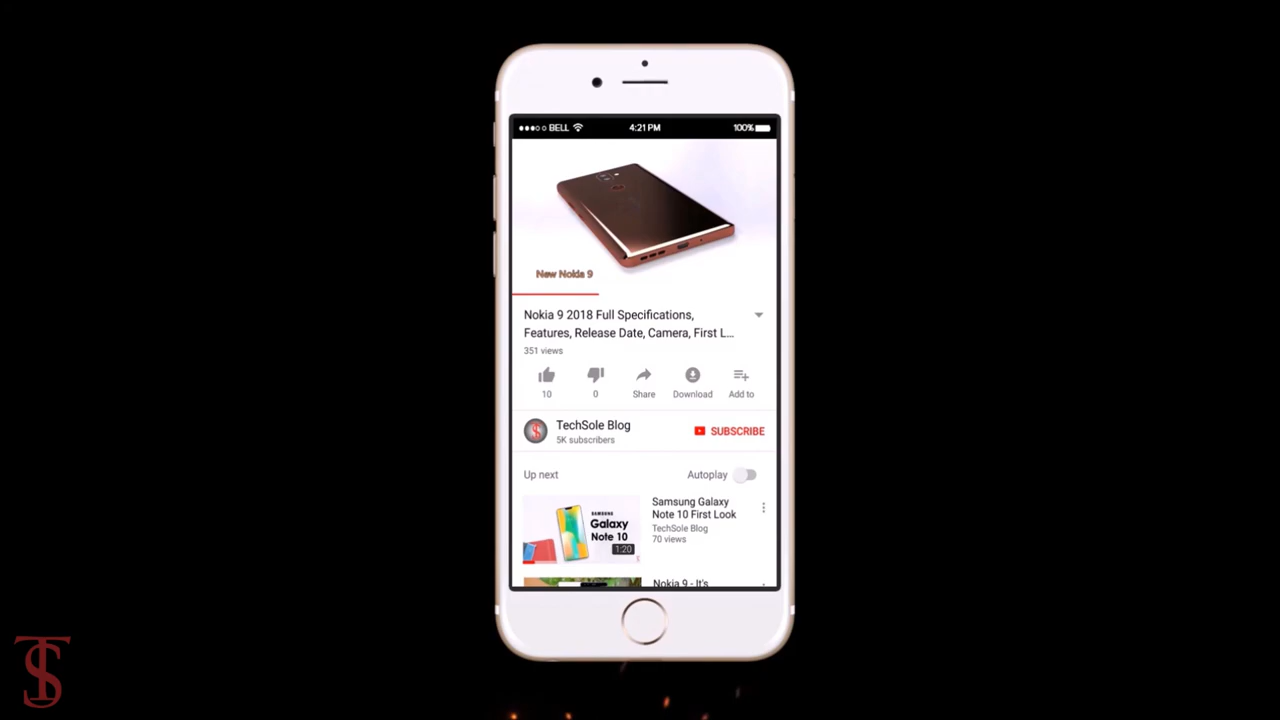 BELL
4:21 PM
100%
New Nokia 9
Nokia 9 2018 Full Specifications,
Features, Release Date, Camera, First L...
351 views
10
0
Share
Download
Add to
TechSole Blog
5K subscribers
SUBSCRIBE
Up next
Autoplay
SAMSUNG
Galaxy
Note 10
1:20
Samsung Galaxy
Note 10 First Look
TechSole Blog
70 views
Nokia 9 - It's
TS